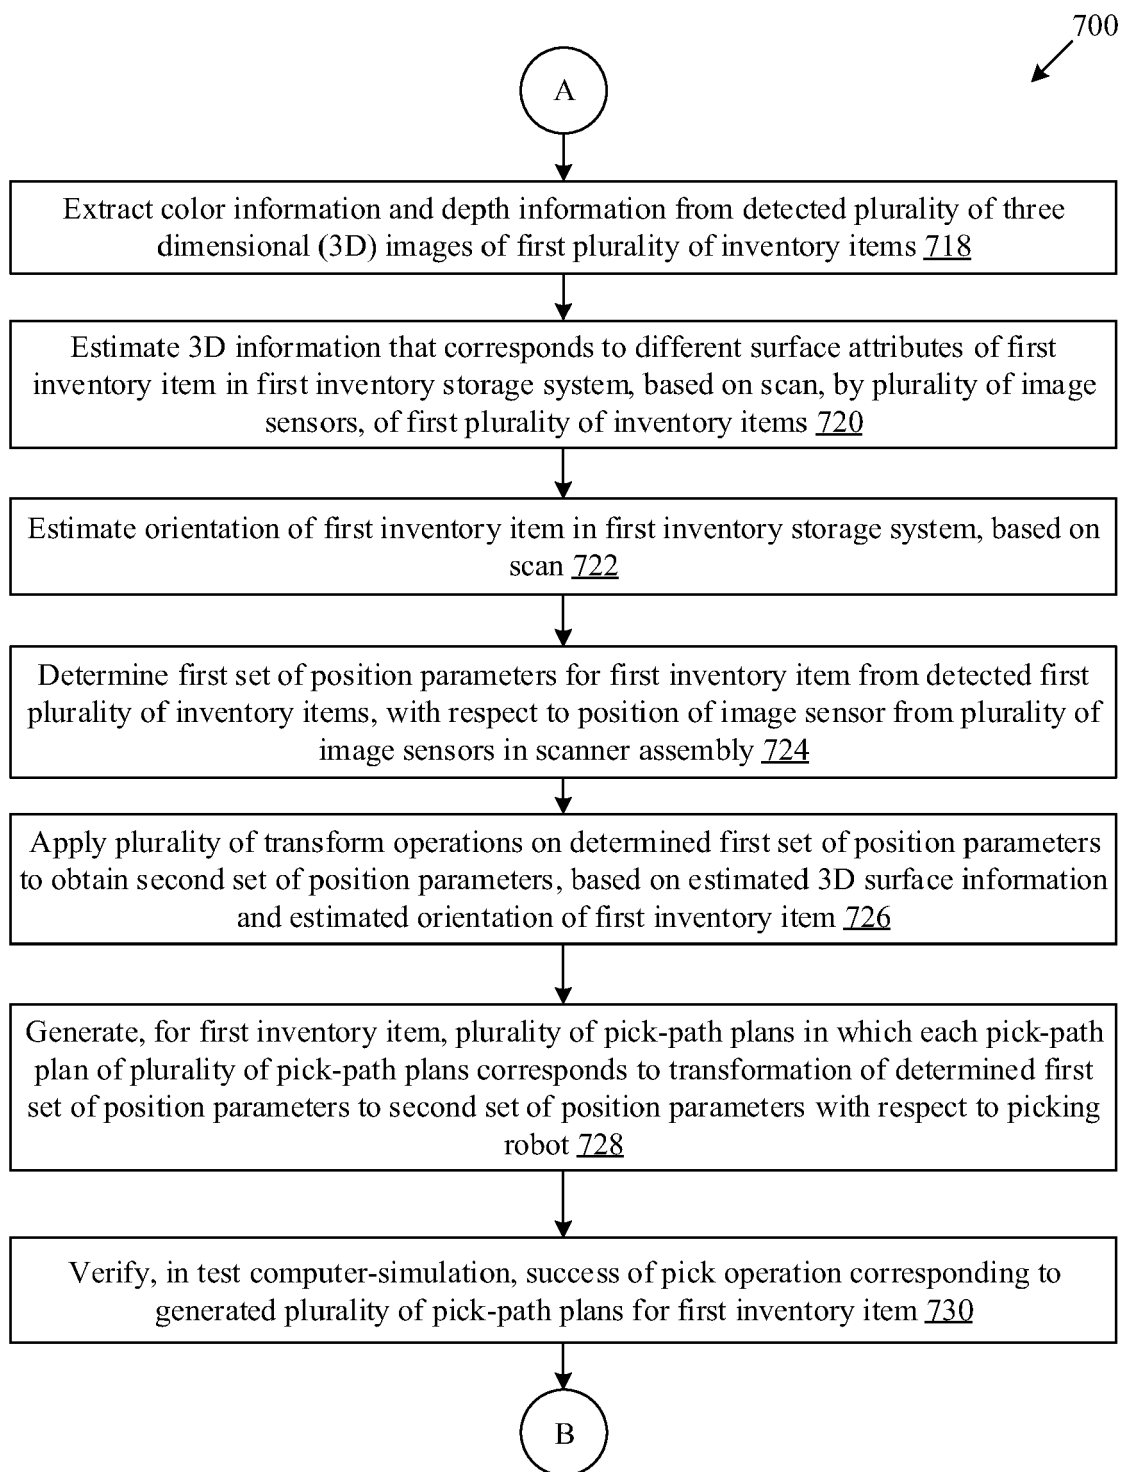 700
A
Extract color information and depth information from detected plurality of three
dimensional (3D) images of first plurality of inventory items 718
Estimate 3D information that corresponds to different surface attributes of first
inventory item in first inventory storage system, based on scan, by plurality of image
sensors, of first plurality of inventory items 720
Estimate orientation of first inventory item in first inventory storage system, based on
scan 722
Determine first set of position parameters for first inventory item from detected first
plurality of inventory items, with respect to position of image sensor from plurality of
image sensors in scanner assembly 724
Apply plurality of transform operations on determined first set of position parameters
to obtain second set of position parameters, based on estimated 3D surface information
and estimated orientation of first inventory item 726
Generate, for first inventory item, plurality of pick-path plans in which each pick-path
plan of plurality of pick-path plans corresponds to transformation of determined first
set of position parameters to second set of position parameters with respect to picking
robot 728
Verify, in test computer-simulation, success of pick operation corresponding to
generated plurality of pick-path plans for first inventory item 730
B